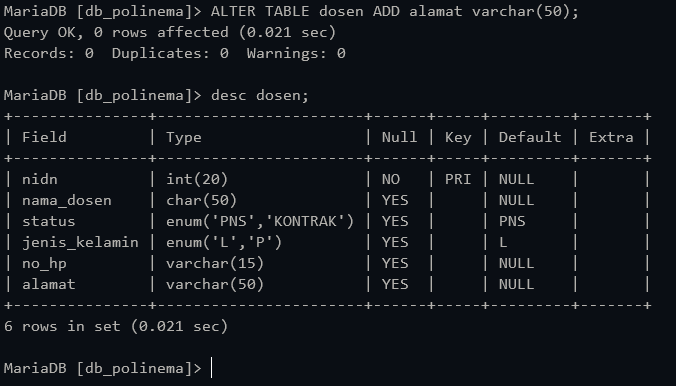 MariaDB [db_polinema]> ALTER TABLE dosen ADD alamat varchar(50);
Query OK, 0 rows affected (0.021 sec)
Records: 0  Duplicates: 0  Warnings: 0

MariaDB [db_polinema]> desc dosen;
+---------------+----------------------+------+-----+---------+-------+
| Field         | Type                 | Null | Key | Default | Extra |
+---------------+----------------------+------+-----+---------+-------+
| nidn          | int(20)              | NO   | PRI | NULL    |       |
| nama_dosen    | char(50)             | YES  |     | NULL    |       |
| status        | enum('PNS','KONTRAK') | YES  |     | PNS     |       |
| jenis_kelamin | enum('L','P')        | YES  |     | L       |       |
| no_hp         | varchar(15)          | YES  |     | NULL    |       |
| alamat        | varchar(50)          | YES  |     | NULL    |       |
+---------------+----------------------+------+-----+---------+-------+
6 rows in set (0.021 sec)

MariaDB [db_polinema]>